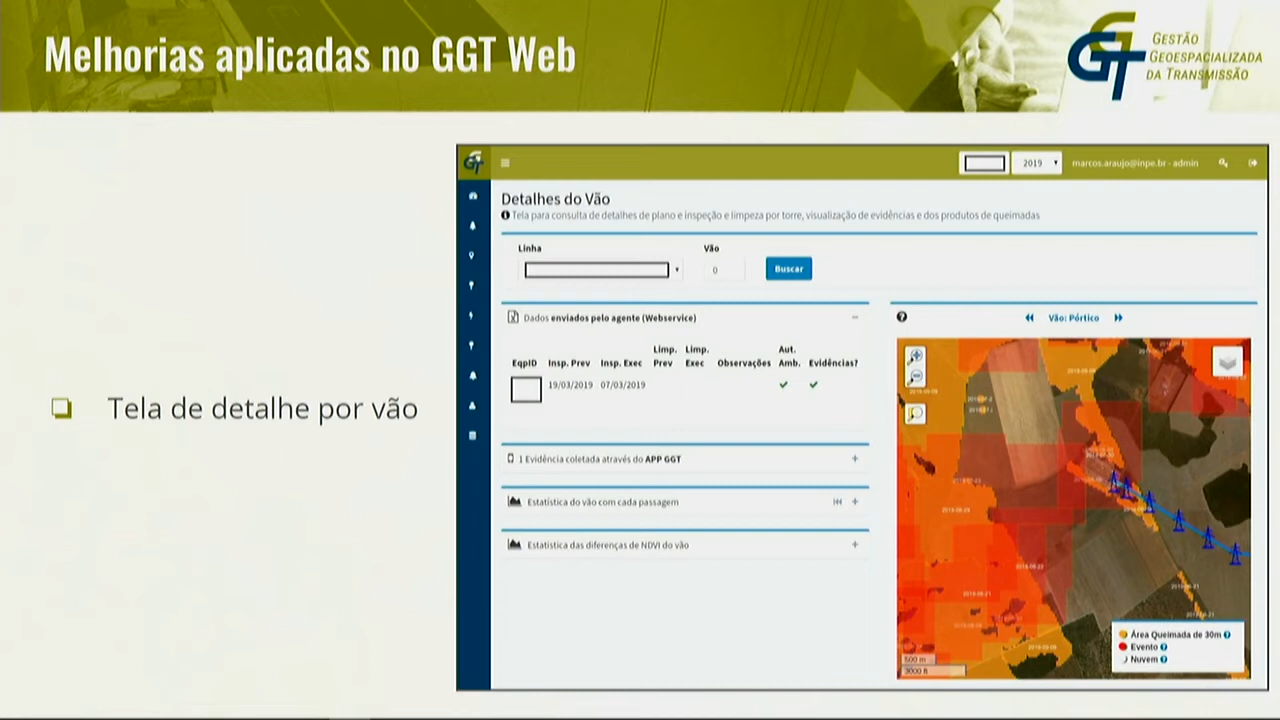 Melhorias aplicadas no GGT Web
GGT
GESTÃO
GEOESPACIALIZADA
DA TRANSMISSÃO
Tela de detalhe por vão
GGT
2019
marcos.araujo@inpe.br - admin
Detalhes do Vão
Tela para consulta de detalhes de plano e inspeção e limpeza por torre, visualização de evidências e dos produtos de queimadas
Linha Vão
0 Buscar
Dados enviados pelo agente (Webservice)
EqpID Insp. Prev Insp. Exec Limp. Prev Limp. Exec Observações Aut. Amb. Evidências?
19/03/2019 07/03/2019
1 Evidência coletada através do APP GGT
Estatística do vão com cada passagem
Estatística das diferenças de NDVI do vão
Vão: Pórtico
Área Queimada de 30m
Evento
Nuvem
500 m
3000 ft